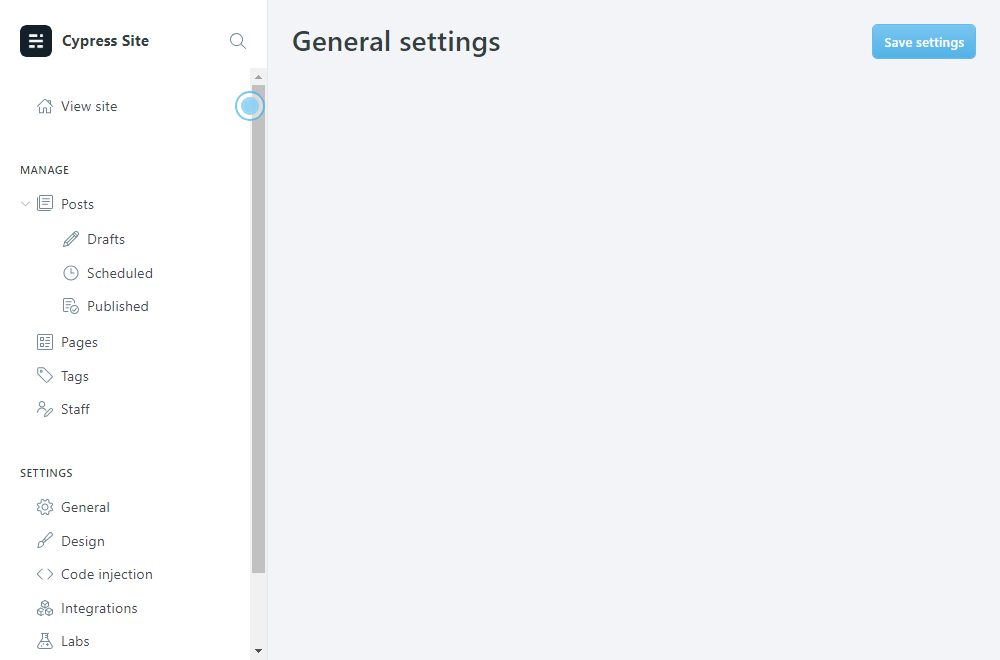 Cypress Site
View site
MANAGE
Posts
Drafts
Scheduled
Published
Pages
Tags
Staff
SETTINGS
General
Design
Code injection
Integrations
Labs
General settings
Save settings